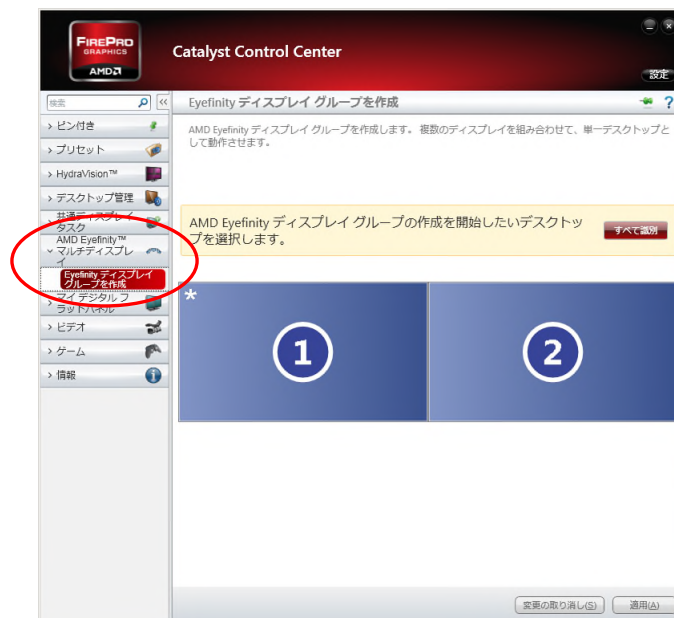 FIREPRO
GRAPHICS
AMD
Catalyst Control Center
設定
検索
«
Eyefinity ディスプレイ グループを作成
?
> ピン付き
> プリセット
> HydraVision™
> デスクトップ管理
> 共通ディスプレイ
タスク
AMD Eyefinity™
マルチディスプレ
イ
Eyefinity ディスプレイ
グループを作成
> マイ デジタル フ
ラットパネル
> ビデオ
> ゲーム
> 情報
AMD Eyefinity ディスプレイ グループを作成します。 複数のディスプレイを組み合わせて、単一デスクトップと
して動作させます。
AMD Eyefinity ディスプレイ グループの作成を開始したいデスクトッ
プを選択します。
すべて識別
*
1
2
変更の取り消し(S)
適用(A)